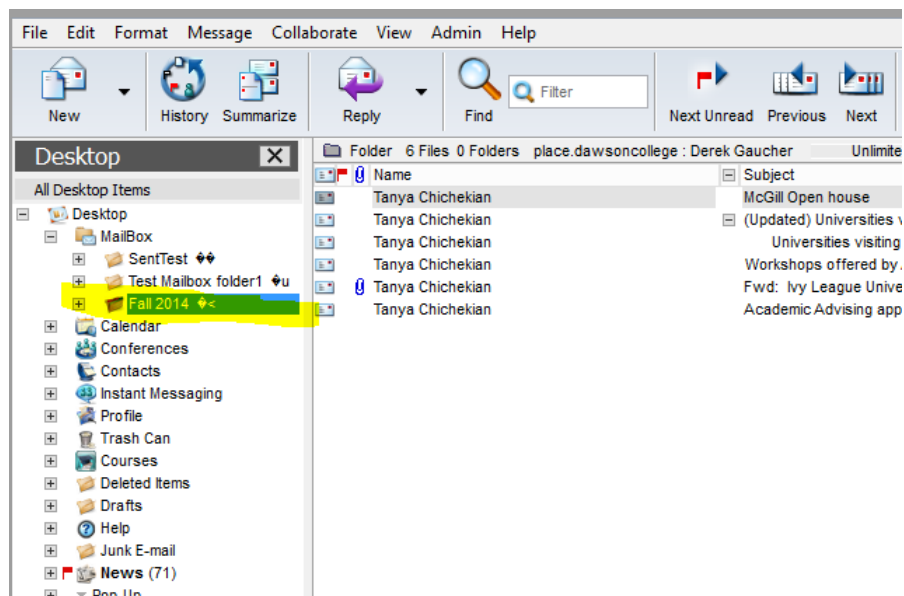 File Edit Format Message Collaborate View Admin Help
New History Summarize Reply Find Filter Next Unread Previous Next
Desktop
Folder 6 Files 0 Folders place.dawsoncollege : Derek Gaucher Unlimite
Name Subject
All Desktop Items
Desktop
MailBox
SentTest ��
Test Mailbox folder1 �u
Fall 2014 �<
Calendar
Conferences
Contacts
Instant Messaging
Profile
Trash Can
Courses
Deleted Items
Drafts
Help
Junk E-mail
News (71)
Pop Up
Tanya Chichekian McGill Open house
Tanya Chichekian (Updated) Universities v
Tanya Chichekian Universities visiting
Tanya Chichekian Workshops offered by
Tanya Chichekian Fwd: Ivy League Unive
Tanya Chichekian Academic Advising app